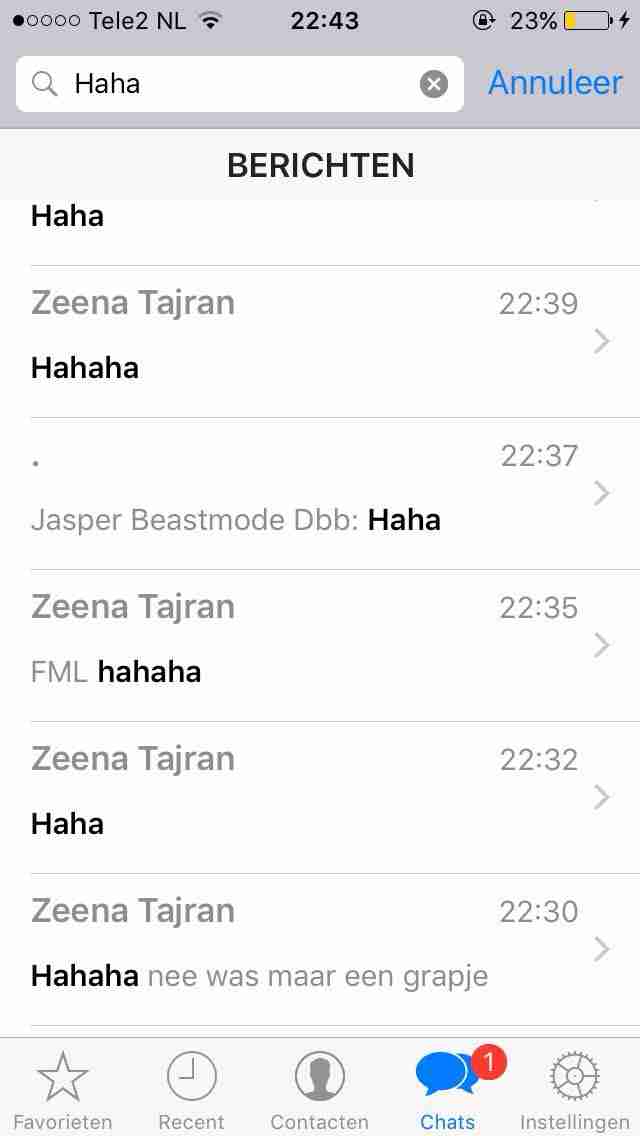 Tele2 NL 22:43 23%
Haha Annuleer
BERICHTEN
Haha
Zeena Tajran 22:39
Hahaha
. 22:37
Jasper Beastmode Dbb: Haha
Zeena Tajran 22:35
FML hahaha
Zeena Tajran 22:32
Haha
Zeena Tajran 22:30
Hahaha nee was maar een grapje
1
Favorieten Recent Contacten Chats Instellingen